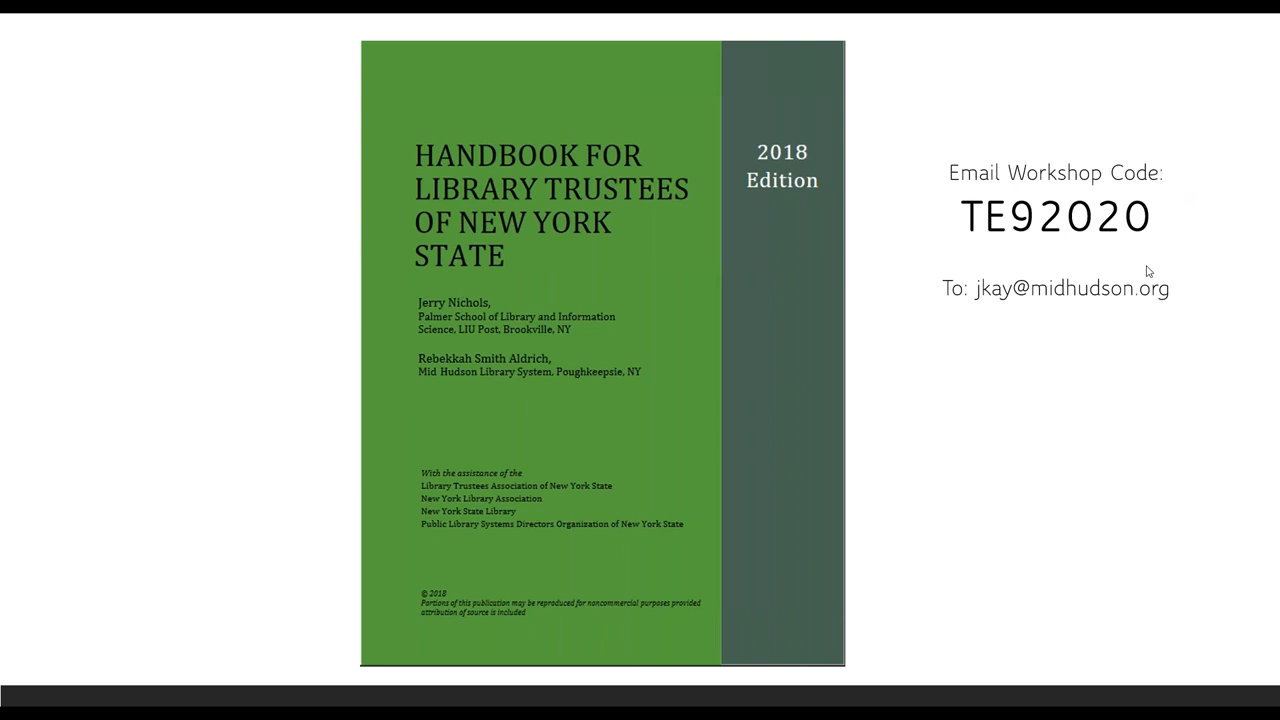 HANDBOOK FOR
LIBRARY TRUSTEES
OF NEW YORK
STATE
2018
Edition
Jerry Nichols,
Palmer School of Library and Information
Science, LIU Post, Brookville, NY
Rebekkah Smith Aldrich,
Mid Hudson Library System, Poughkeepsie, NY
With the assistance of the
Library Trustees Association of New York State
New York Library Association
New York State Library
Public Library Systems Directors Organization of New York State
© 2018
Portions of this publication may be reproduced for noncommercial purposes provided
attribution of source is included
Email Workshop Code:
TE92020
To: jkay@midhudson.org